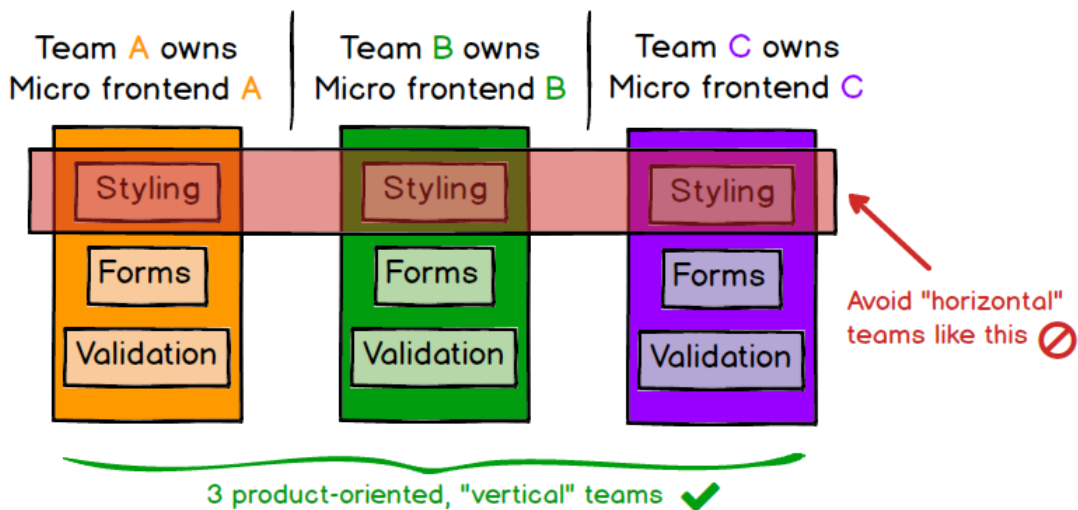 Team A owns
Micro frontend A
Team B owns
Micro frontend B
Team C owns
Micro frontend C
Styling
Forms
Validation
Styling
Forms
Validation
Styling
Forms
Validation
Avoid "horizontal"
teams like this
3 product-oriented, "vertical" teams